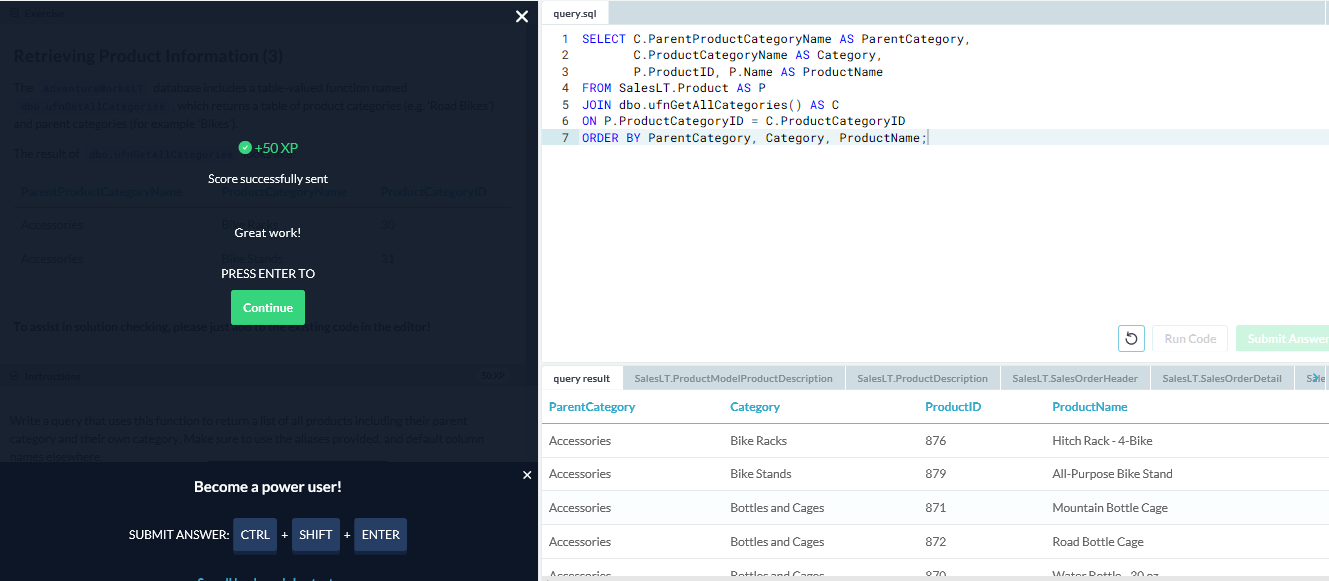 Exercise
Retrieving Product Information (3)
The AdventureWorksLT database includes a table-valued function named
dbo.ufnGetAllCategories , which returns a table of product categories (e.g. 'Road Bikes')
and parent categories (for example 'Bikes').
+50 XP
The result of dbo.ufnGetAllCategories
Score successfully sent
ParentProductCategoryName ProductCategoryName ProductCategoryID
Accessories Bike Racks 30
Great work!
Accessories Bike Stands 31
PRESS ENTER TO
Continue
To assist in solution checking, please just add to the existing code in the editor!
Instructions 50 XP
Write a query that uses this function to return a list of all products including their parent
category and their own category. Make sure to use the aliases provided, and default column
names elsewhere.
Become a power user!
SUBMIT ANSWER: CTRL + SHIFT + ENTER
query.sql
1 SELECT C.ParentProductCategoryName AS ParentCategory,
2 C.ProductCategoryName AS Category,
3 P.ProductID, P.Name AS ProductName
4 FROM SalesLT.Product AS P
5 JOIN dbo.ufnGetAllCategories() AS C
6 ON P.ProductCategoryID = C.ProductCategoryID
7 ORDER BY ParentCategory, Category, ProductName;
Run Code Submit Answer
query result SalesLT.ProductModelProductDescription SalesLT.ProductDescription SalesLT.SalesOrderHeader SalesLT.SalesOrderDetail
ParentCategory Category ProductID ProductName
Accessories Bike Racks 876 Hitch Rack - 4-Bike
Accessories Bike Stands 879 All-Purpose Bike Stand
Accessories Bottles and Cages 871 Mountain Bottle Cage
Accessories Bottles and Cages 872 Road Bottle Cage
Accessories Bottles and Cages 870 Water Bottle - 30 oz.